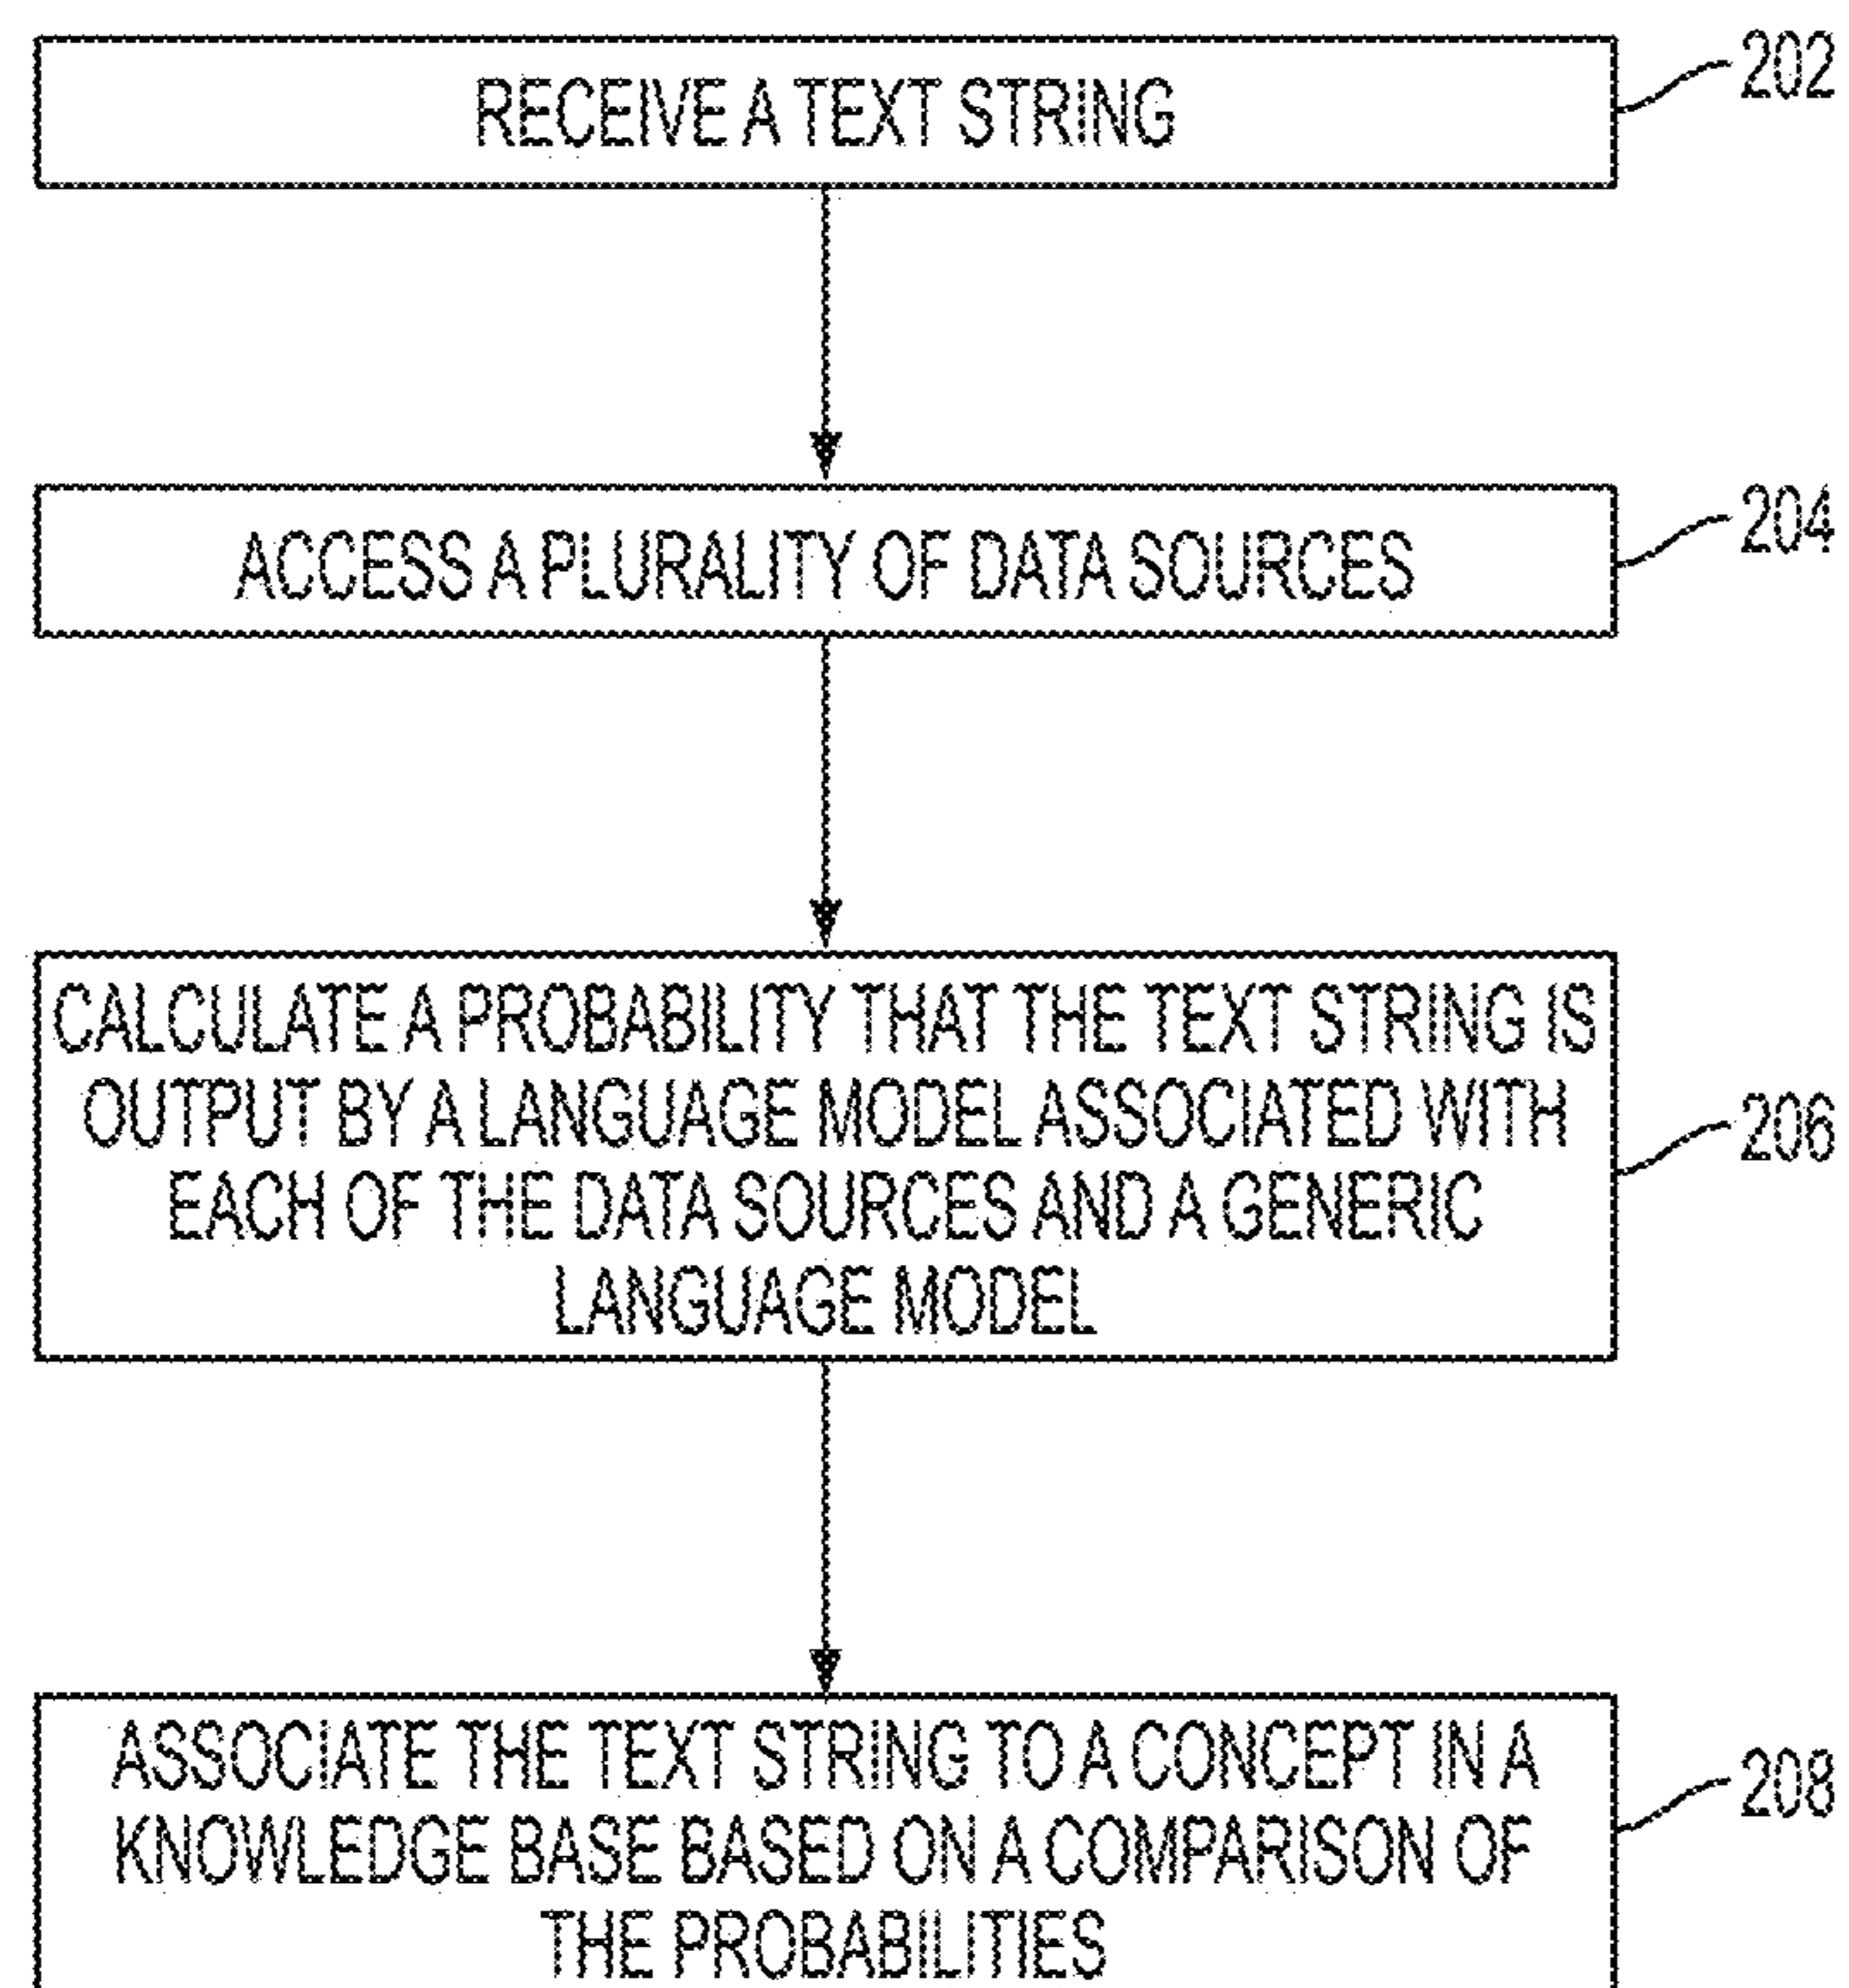 RECEIVE A TEXT STRING
202
ACCESS A PLURALITY OF DATA SOURCES
204
CALCULATE A PROBABILITY THAT THE TEXT STRING IS
OUTPUT BY A LANGUAGE MODEL ASSOCIATED WITH
EACH OF THE DATA SOURCES AND A GENERIC
LANGUAGE MODEL
206
ASSOCIATE THE TEXT STRING TO A CONCEPT IN A
KNOWLEDGE BASE BASED ON A COMPARISON OF
THE PROBABILITIES
208